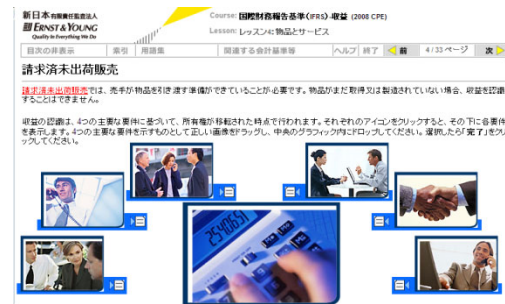 新日本有限責任監査法人
ERNST & YOUNG
Quality In Everything We Do
Course: 国際財務報告基準(IFRS)-収益 (2008 CPE)
Lesson: レッスン4: 物品とサービス
目次の非表示 索引 用語集 関連する会計基準等 ヘルプ 終了 前 4/33ページ 次
請求済未出荷販売
請求済未出荷販売では、売手が物品を引き渡す準備ができていることが必要です。物品がまだ取得又は製造されていない場合、収益を認識
することはできません。
収益の認識は、4つの主要な要件に基づいて、所有権が移転された時点で行われます。それぞれのアイコンをクリックすると、その下に各要件
を表示します。4つの主要な要件を示すものとして正しい画像をドラッグし、中央のグラフィック内にドロップしてください。選択したら「完了」をクリ
ックしてください。
2540651